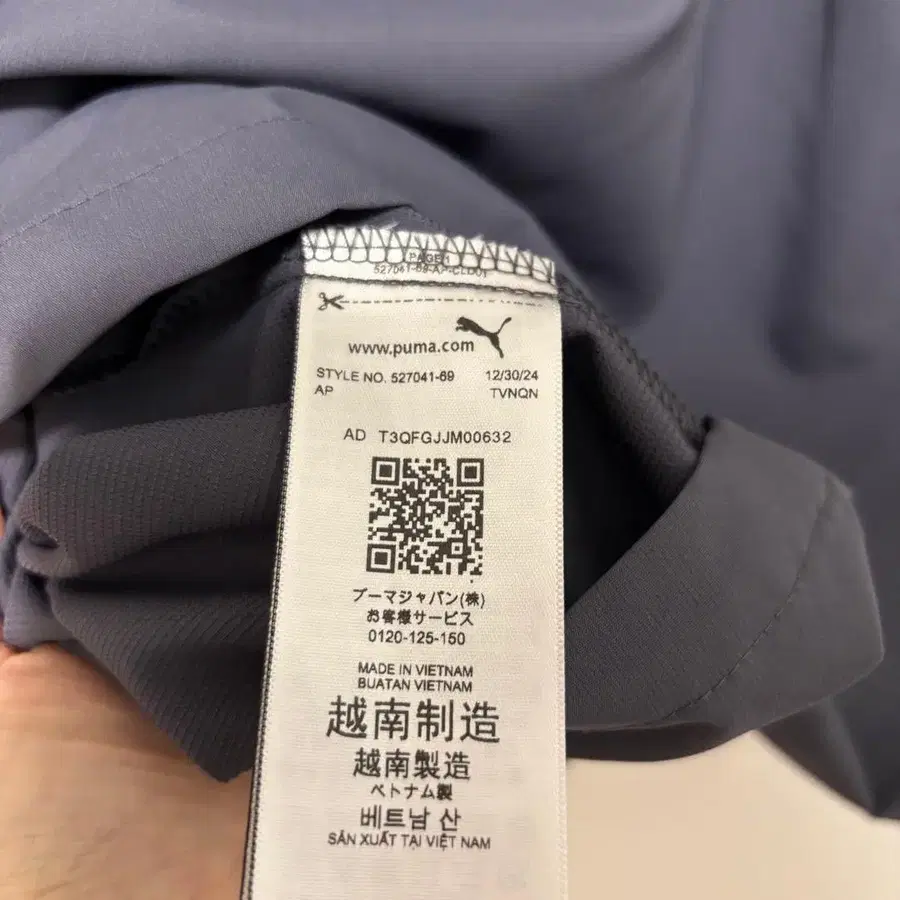 PAGE 1
527041-69-AP-CLD01
www.puma.com
STYLE NO. 527041-69 12/30/24
AP TVNQN
AD T3QFGJJM00632
プーマジャパン(株)
お客様サービス
0120-125-150
MADE IN VIETNAM
BUATAN VIETNAM
越南制造
越南製造
ベトナム製
베트남 산
SẢN XUẤT TẠI VIỆT NAM